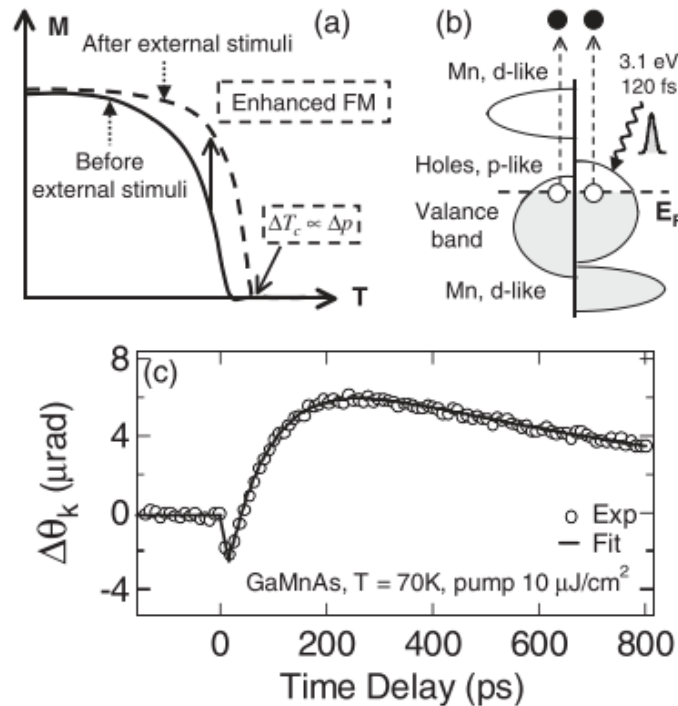 M
(a)
After external stimuli
Enhanced FM
Before
external stimuli
ΔT_c ∝ Δp
T
(b)
Mn, d-like
3.1 eV
120 fs
Holes, p-like
Valance
band
E_F
Mn, d-like
(c)
8
4
0
-4
Δθ_k (μrad)
Exp
Fit
GaMnAs, T = 70K, pump 10 μJ/cm²
0 200 400 600 800
Time Delay (ps)